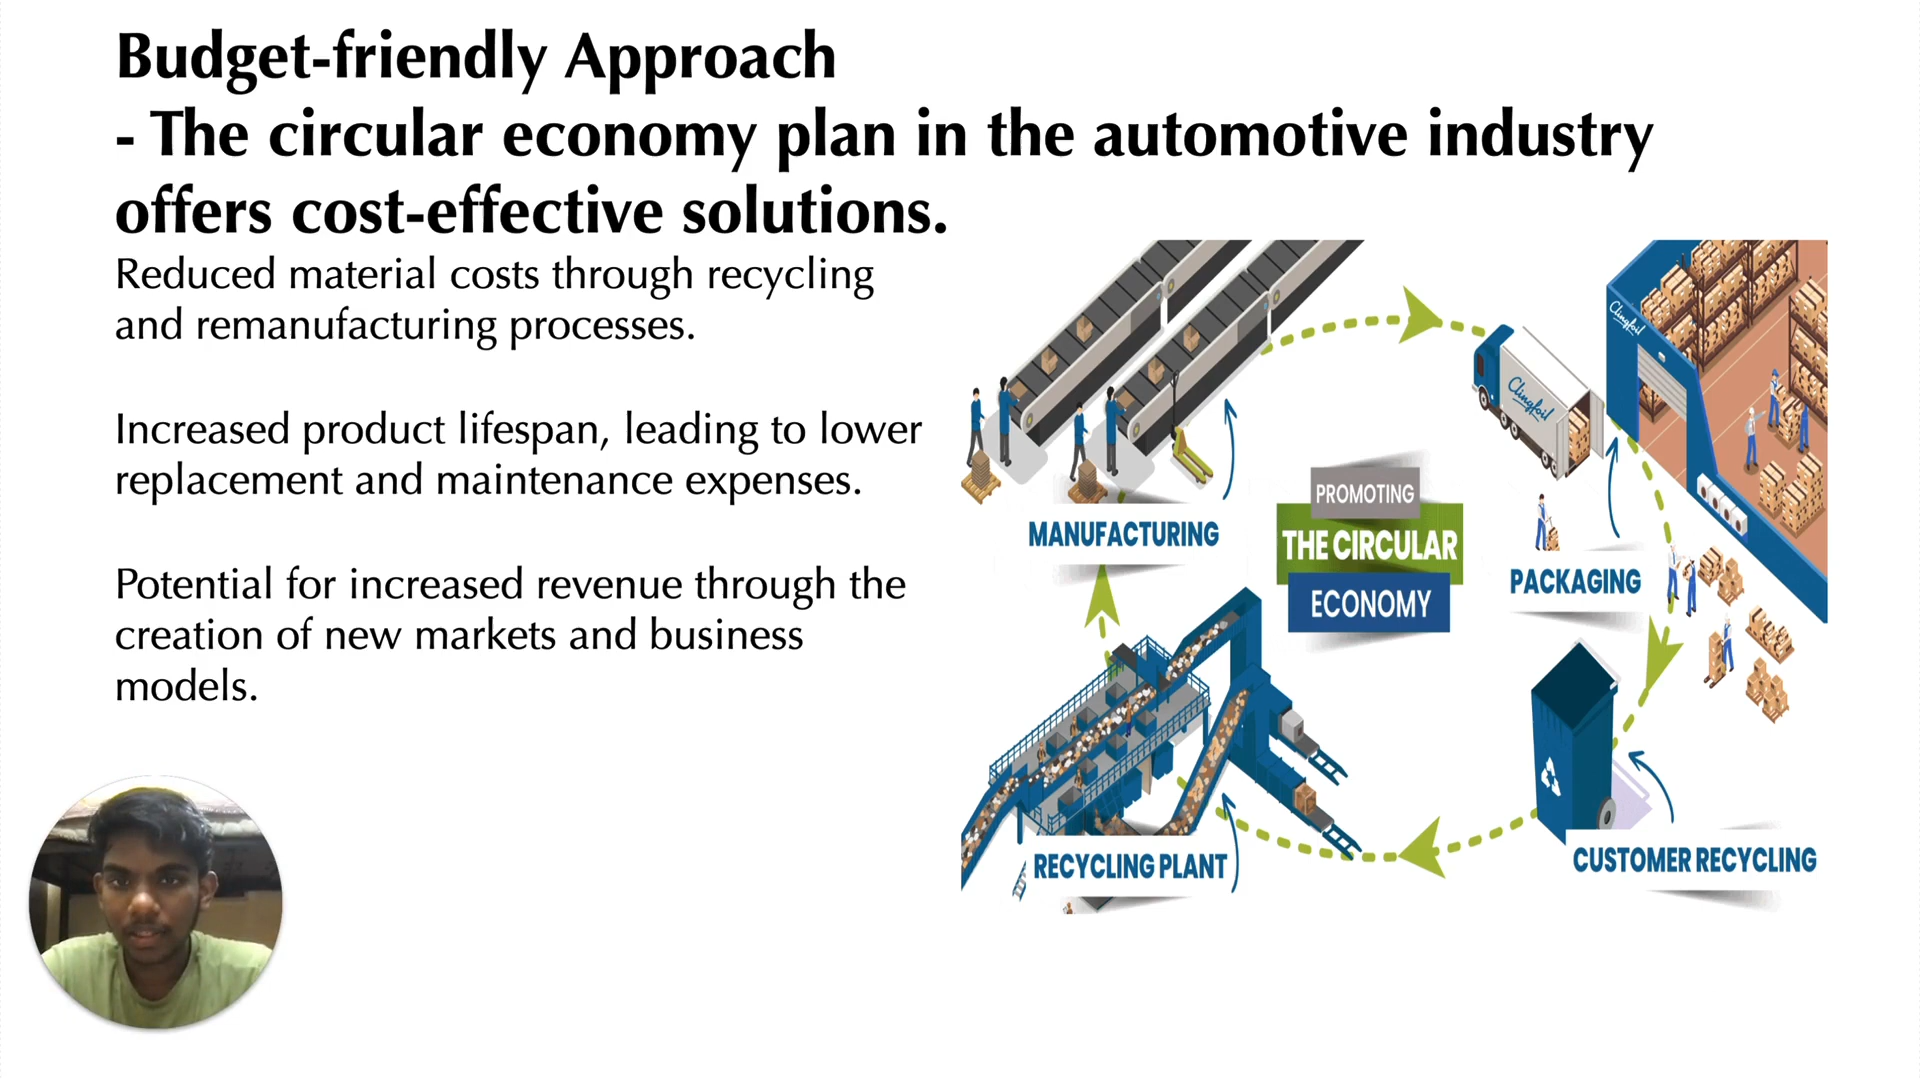 Budget-friendly Approach
- The circular economy plan in the automotive industry
offers cost-effective solutions.
Reduced material costs through recycling
and remanufacturing processes.
Increased product lifespan, leading to lower
replacement and maintenance expenses.
Potential for increased revenue through the
creation of new markets and business
models.
Clingfoil
Clingfoil
MANUFACTURING
PROMOTING
THE CIRCULAR
ECONOMY
PACKAGING
RECYCLING PLANT
CUSTOMER RECYCLING